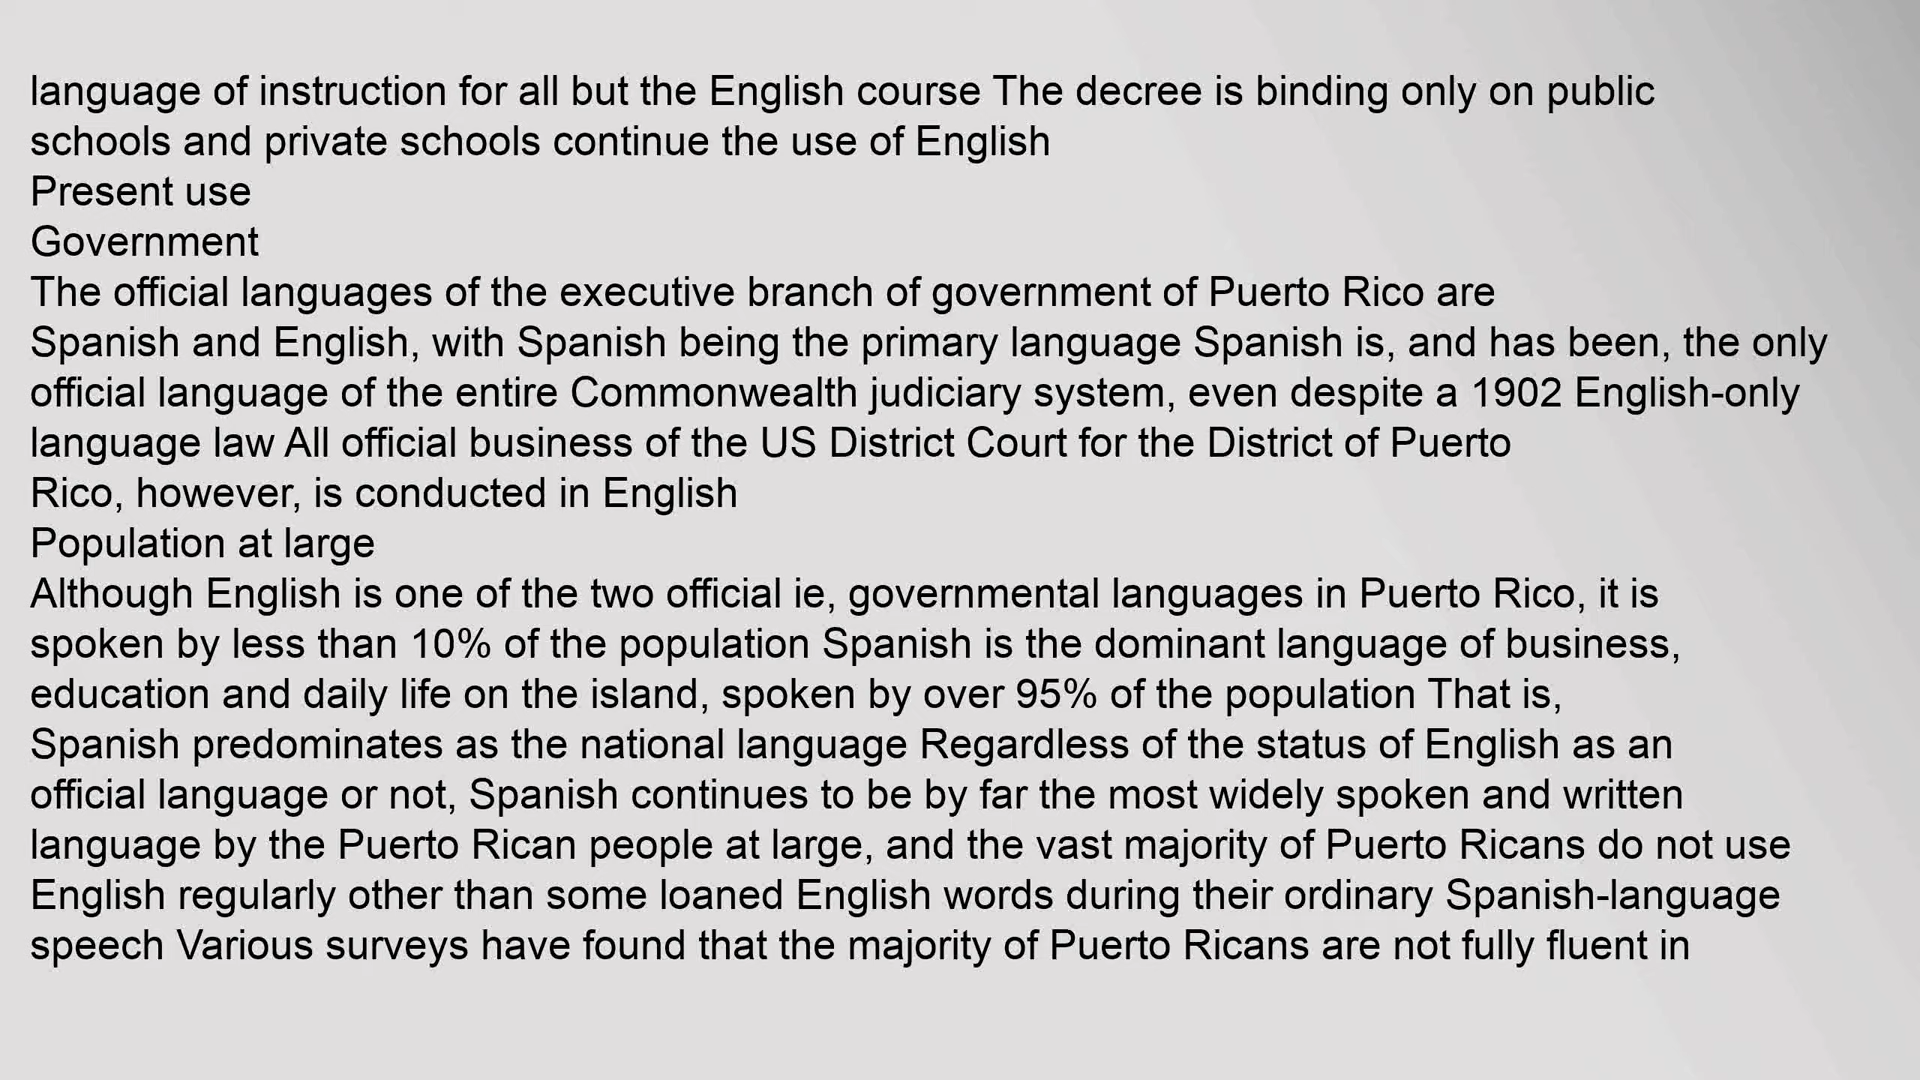 language of instruction for all but the English course The decree is binding only on public
schools and private schools continue the use of English
Present use
Government
The official languages of the executive branch of government of Puerto Rico are
Spanish and English, with Spanish being the primary language Spanish is, and has been, the only
official language of the entire Commonwealth judiciary system, even despite a 1902 English-only
language law All official business of the US District Court for the District of Puerto
Rico, however, is conducted in English
Population at large
Although English is one of the two official ie, governmental languages in Puerto Rico, it is
spoken by less than 10% of the population Spanish is the dominant language of business,
education and daily life on the island, spoken by over 95% of the population That is,
Spanish predominates as the national language Regardless of the status of English as an
official language or not, Spanish continues to be by far the most widely spoken and written
language by the Puerto Rican people at large, and the vast majority of Puerto Ricans do not use
English regularly other than some loaned English words during their ordinary Spanish-language
speech Various surveys have found that the majority of Puerto Ricans are not fully fluent in